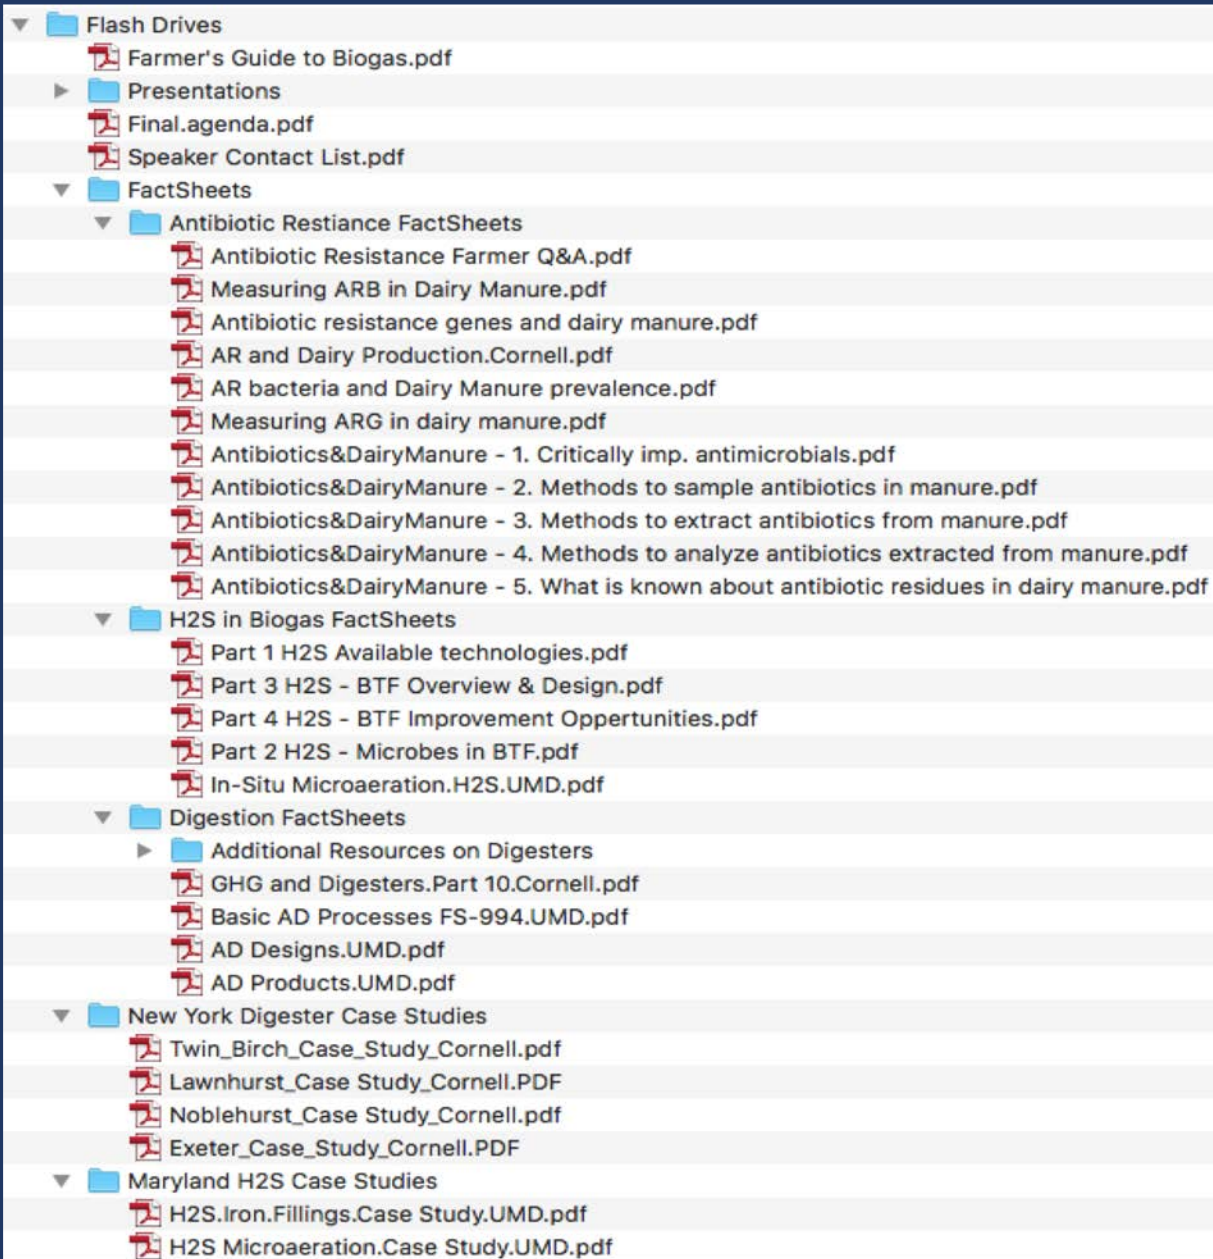 Flash Drives
Farmer's Guide to Biogas.pdf
Presentations
Final.agenda.pdf
Speaker Contact List.pdf
FactSheets
Antibiotic Restiance FactSheets
Antibiotic Resistance Farmer Q&A.pdf
Measuring ARB in Dairy Manure.pdf
Antibiotic resistance genes and dairy manure.pdf
AR and Dairy Production.Cornell.pdf
AR bacteria and Dairy Manure prevalence.pdf
Measuring ARG in dairy manure.pdf
Antibiotics&DairyManure - 1. Critically imp. antimicrobials.pdf
Antibiotics&DairyManure - 2. Methods to sample antibiotics in manure.pdf
Antibiotics&DairyManure - 3. Methods to extract antibiotics from manure.pdf
Antibiotics&DairyManure - 4. Methods to analyze antibiotics extracted from manure.pdf
Antibiotics&DairyManure - 5. What is known about antibiotic residues in dairy manure.pdf
H2S in Biogas FactSheets
Part 1 H2S Available technologies.pdf
Part 3 H2S - BTF Overview & Design.pdf
Part 4 H2S - BTF Improvement Oppertunities.pdf
Part 2 H2S - Microbes in BTF.pdf
In-Situ Microaeration.H2S.UMD.pdf
Digestion FactSheets
Additional Resources on Digesters
GHG and Digesters.Part 10.Cornell.pdf
Basic AD Processes FS-994.UMD.pdf
AD Designs.UMD.pdf
AD Products.UMD.pdf
New York Digester Case Studies
Twin_Birch_Case_Study_Cornell.pdf
Lawnhurst_Case Study_Cornell.PDF
Noblehurst_Case Study_Cornell.pdf
Exeter_Case_Study_Cornell.PDF
Maryland H2S Case Studies
H2S.Iron.Fillings.Case Study.UMD.pdf
H2S Microaeration.Case Study.UMD.pdf